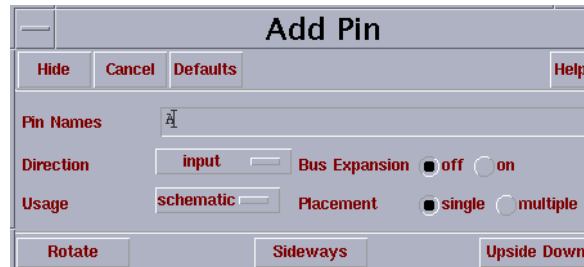 Add Pin
Hide Cancel Defaults Help
Pin Names A
Direction input Bus Expansion off on
Usage schematic Placement single multiple
Rotate Sideways Upside Down